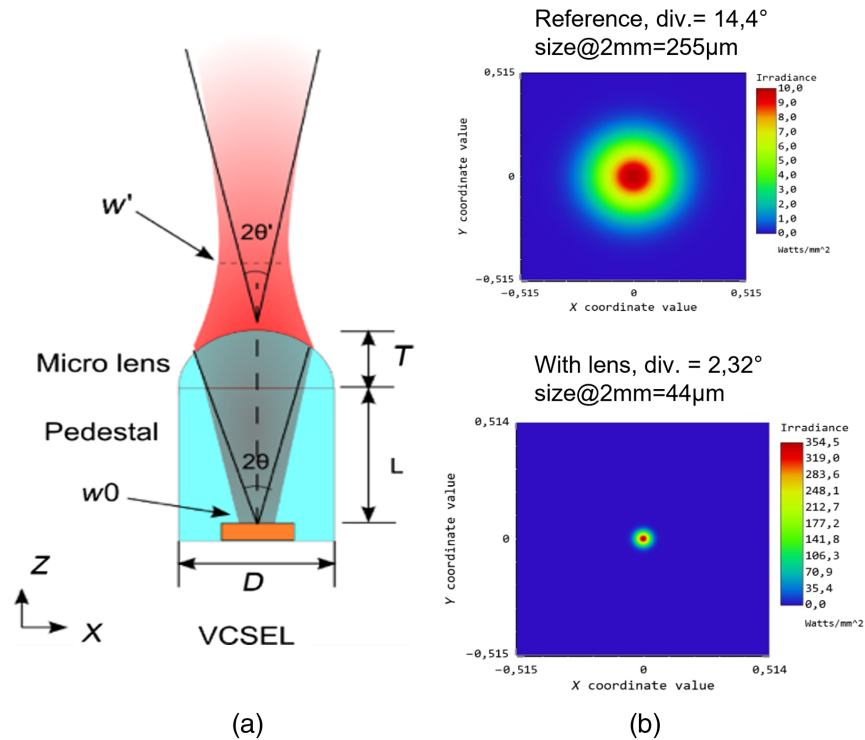 w'
2θ'
Micro lens
T
Pedestal
L
2θ
w0
D
Z
X
VCSEL
(a)
Reference, div.= 14,4°
size@2mm=255µm
0,515
Irradiance
10,0
9,0
8,0
7,0
6,0
5,0
4,0
3,0
2,0
1,0
0,0
Watts/mm^2
Y coordinate value
0
−0,515
−0,515
0
0,515
X coordinate value
With lens, div. = 2,32°
size@2mm=44µm
0,514
Irradiance
354,5
319,0
283,6
248,1
212,7
177,2
141,8
106,3
70,9
35,4
0,0
Watts/mm^2
Y coordinate value
0
−0,515
−0,515
0
0,514
X coordinate value
(b)